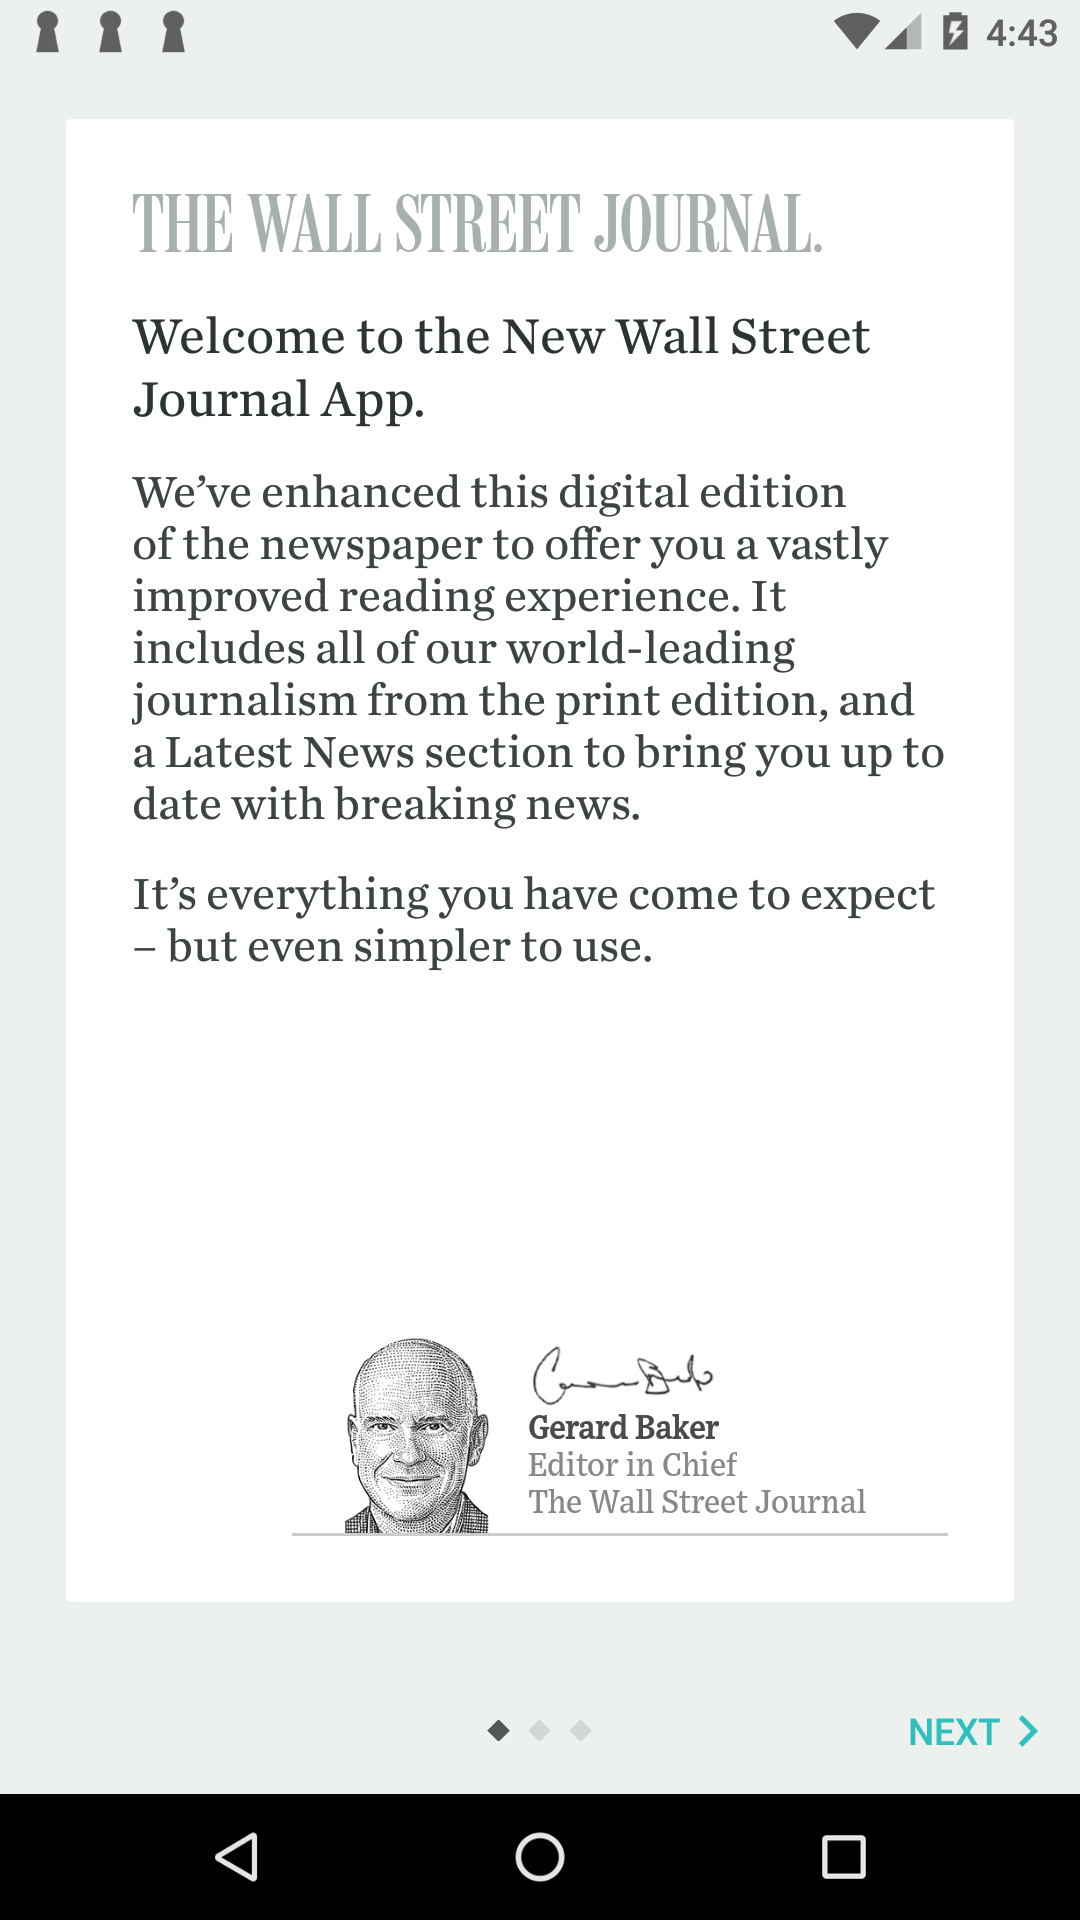 4:43
THE WALL STREET JOURNAL.
Welcome to the New Wall Street
Journal App.
We’ve enhanced this digital edition
of the newspaper to offer you a vastly
improved reading experience. It
includes all of our world-leading
journalism from the print edition, and
a Latest News section to bring you up to
date with breaking news.
It’s everything you have come to expect
– but even simpler to use.
Gerard Baker
Editor in Chief
The Wall Street Journal
NEXT